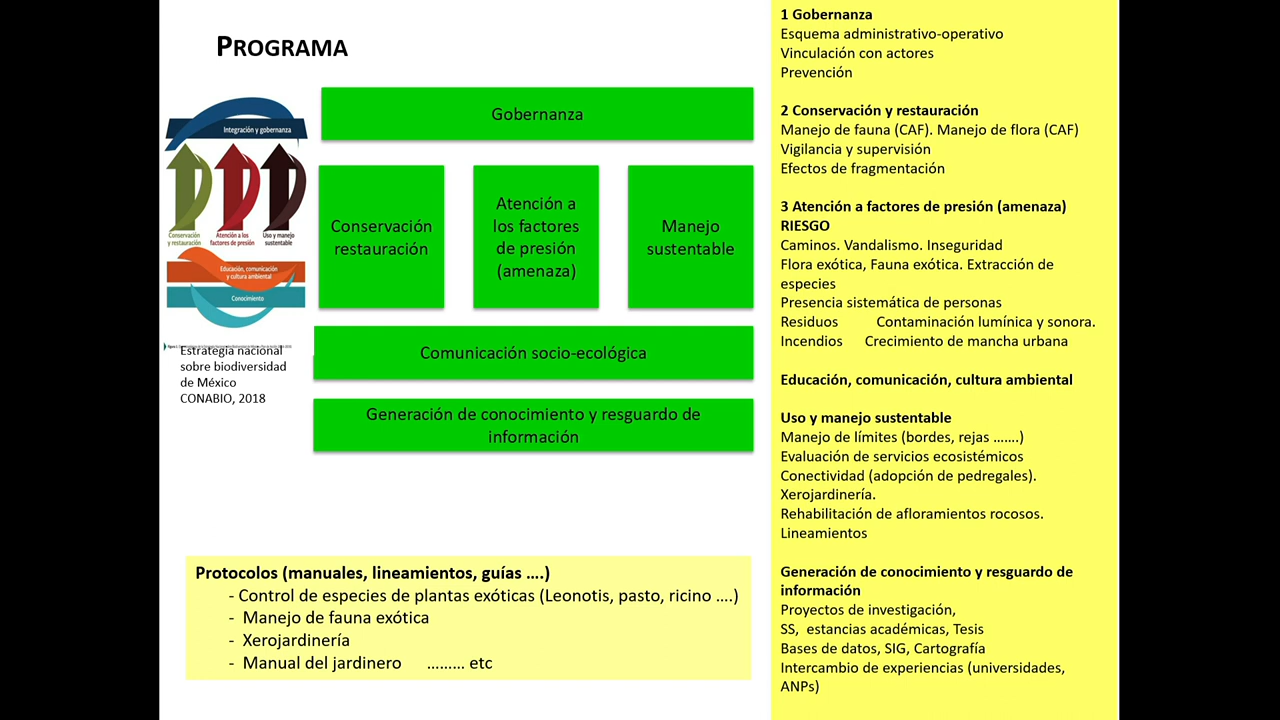 PROGRAMA
Integración y gobernanza
Conservación
y restauración
Atención a los
factores de presión
Uso y manejo
sustentable
Educación, comunicación
y cultura ambiental
Conocimiento
Estrategia nacional
sobre biodiversidad
de México
CONABIO, 2018
Gobernanza
Conservación
restauración
Atención a
los factores
de presión
(amenaza)
Manejo
sustentable
Comunicación socio-ecológica
Generación de conocimiento y resguardo de
información
Protocolos (manuales, lineamientos, guías ....)
- Control de especies de plantas exóticas (Leonotis, pasto, ricino ....)
- Manejo de fauna exótica
- Xerojardinería
- Manual del jardinero ......... etc
1 Gobernanza
Esquema administrativo-operativo
Vinculación con actores
Prevención
2 Conservación y restauración
Manejo de fauna (CAF). Manejo de flora (CAF)
Vigilancia y supervisión
Efectos de fragmentación
3 Atención a factores de presión (amenaza)
RIESGO
Caminos. Vandalismo. Inseguridad
Flora exótica, Fauna exótica. Extracción de
especies
Presencia sistemática de personas
Residuos Contaminación lumínica y sonora.
Incendios Crecimiento de mancha urbana
Educación, comunicación, cultura ambiental
Uso y manejo sustentable
Manejo de límites (bordes, rejas .......)
Evaluación de servicios ecosistémicos
Conectividad (adopción de pedregales).
Xerojardinería.
Rehabilitación de afloramientos rocosos.
Lineamientos
Generación de conocimiento y resguardo de
información
Proyectos de investigación,
SS, estancias académicas, Tesis
Bases de datos, SIG, Cartografía
Intercambio de experiencias (universidades,
ANPs)